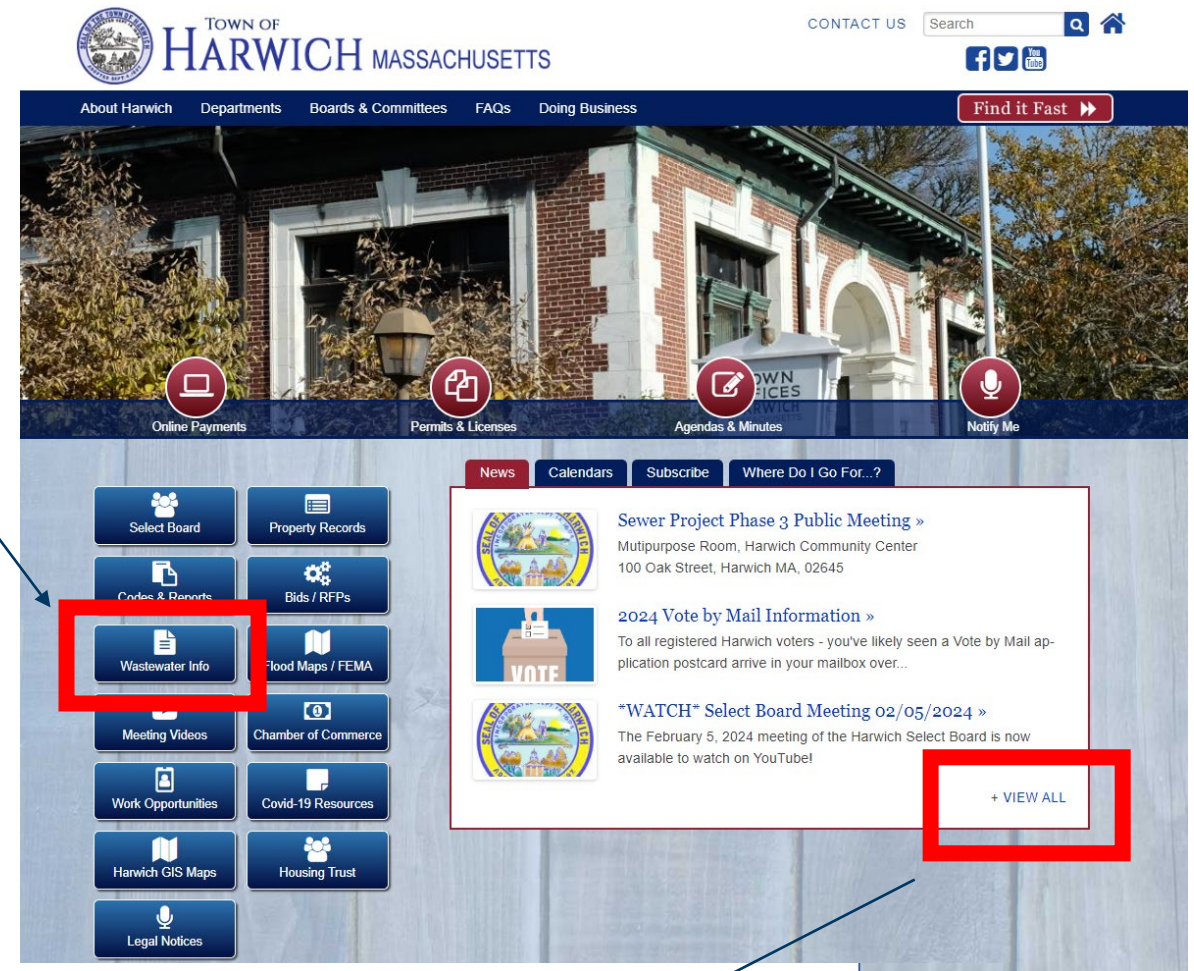 TOWN OF
HARWICH MASSACHUSETTS
CONTACT US
Search
You
Tube
About Harwich Departments Boards & Committees FAQs Doing Business
Find it Fast
Online Payments
Permits & Licenses
Agendas & Minutes
Notify Me
Select Board
Property Records
Codes & Reports
Bids / RFPs
Wastewater Info
Flood Maps / FEMA
Meeting Videos
Chamber of Commerce
Work Opportunities
Covid-19 Resources
Harwich GIS Maps
Housing Trust
Legal Notices
News Calendars Subscribe Where Do I Go For...?
Sewer Project Phase 3 Public Meeting »
Mutipurpose Room, Harwich Community Center
100 Oak Street, Harwich MA, 02645
VOTE
2024 Vote by Mail Information »
To all registered Harwich voters - you've likely seen a Vote by Mail ap-
plication postcard arrive in your mailbox over...
*WATCH* Select Board Meeting 02/05/2024 »
The February 5, 2024 meeting of the Harwich Select Board is now
available to watch on YouTube!
+ VIEW ALL